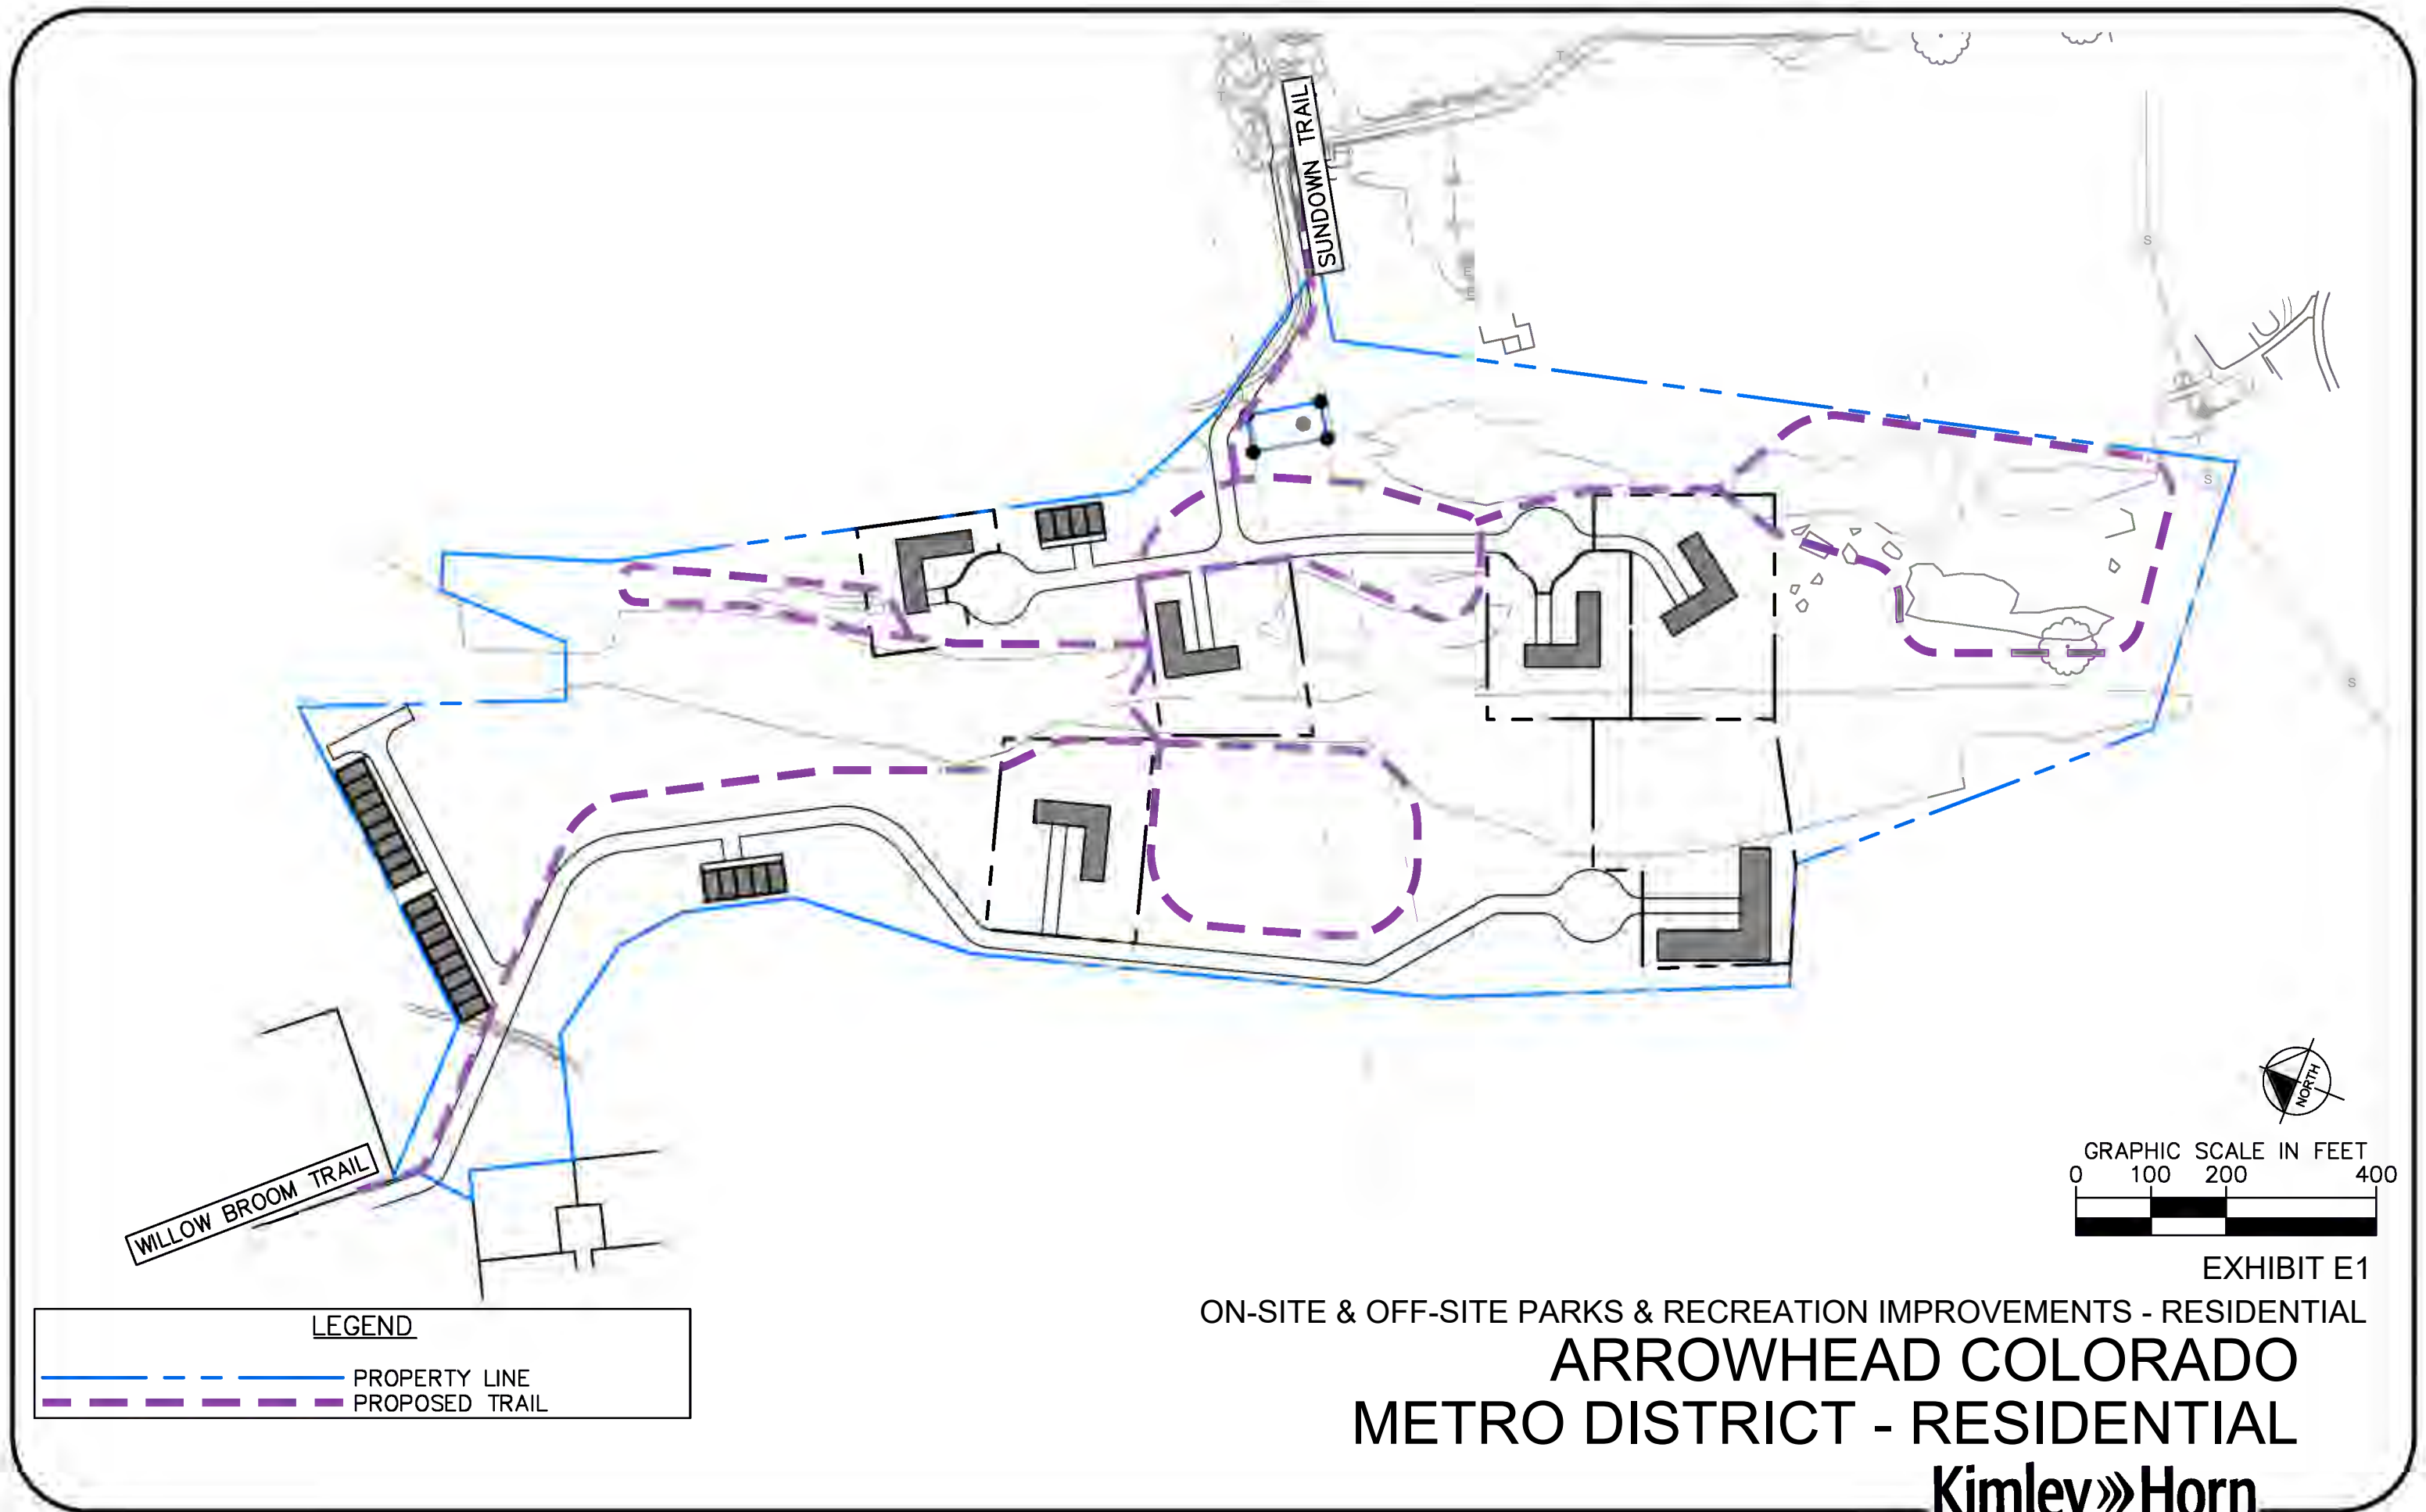 SUNDOWN TRAIL
T
T
S
E
E
S
S
S
WILLOW BROOM TRAIL
NORTH
GRAPHIC SCALE IN FEET
0 100 200 400
EXHIBIT E1
ON-SITE & OFF-SITE PARKS & RECREATION IMPROVEMENTS - RESIDENTIAL
ARROWHEAD COLORADO
METRO DISTRICT - RESIDENTIAL
Kimley»Horn
LEGEND
PROPERTY LINE
PROPOSED TRAIL